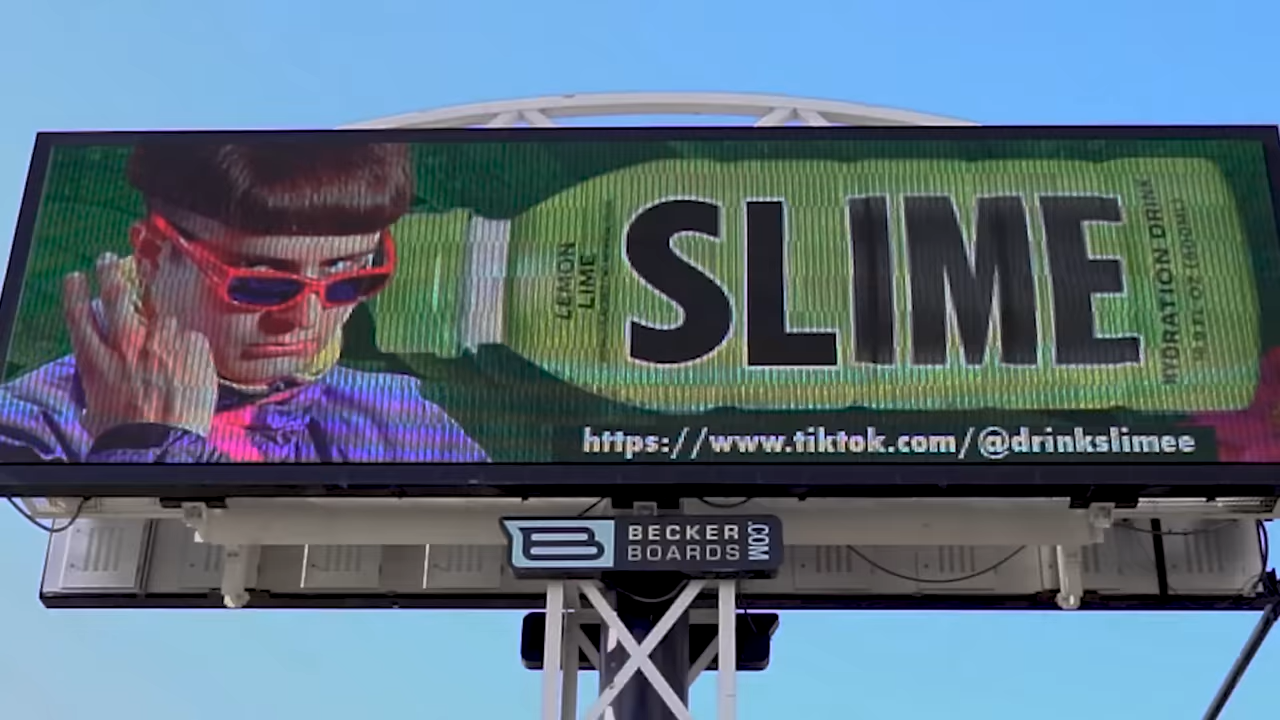 LEMON
LIME
SLIME
HYDRATION DRINK
https://www.tiktok.com/@drinkslimee
BECKER
BOARDS
.COM